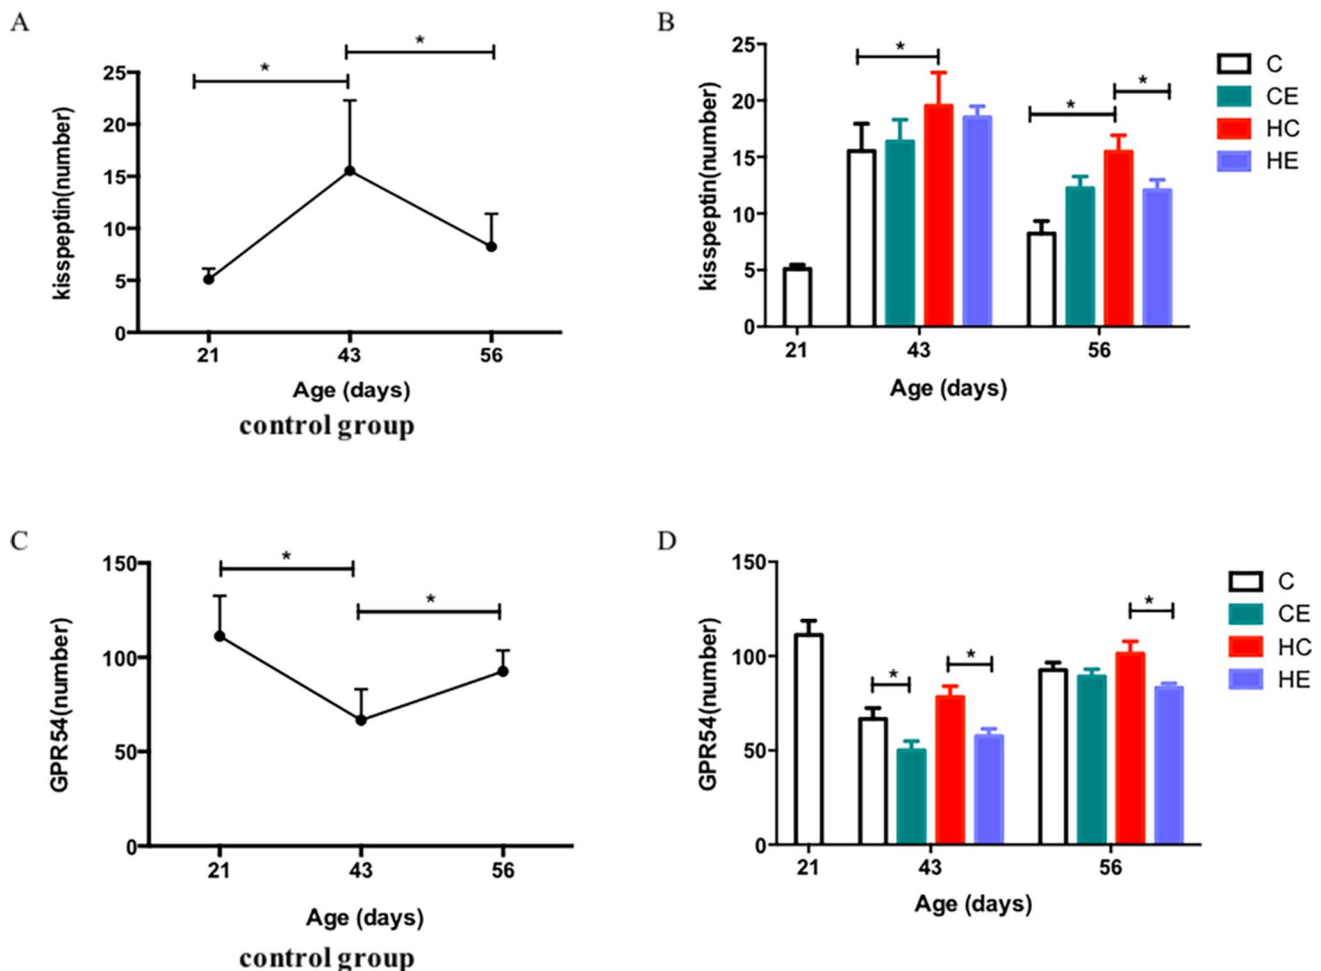 A
*
*
25
20
15
10
5
0
kisspeptin(number)
21 43 56
Age (days)
control group
B
*
*
*
25
20
15
10
5
0
kisspeptin(number)
21 43 56
Age (days)
C
CE
HC
HE
C
*
*
150
100
50
0
GPR54(number)
21 43 56
Age (days)
control group
D
*
*
*
150
100
50
0
GPR54(number)
21 43 56
Age (days)
C
CE
HC
HE